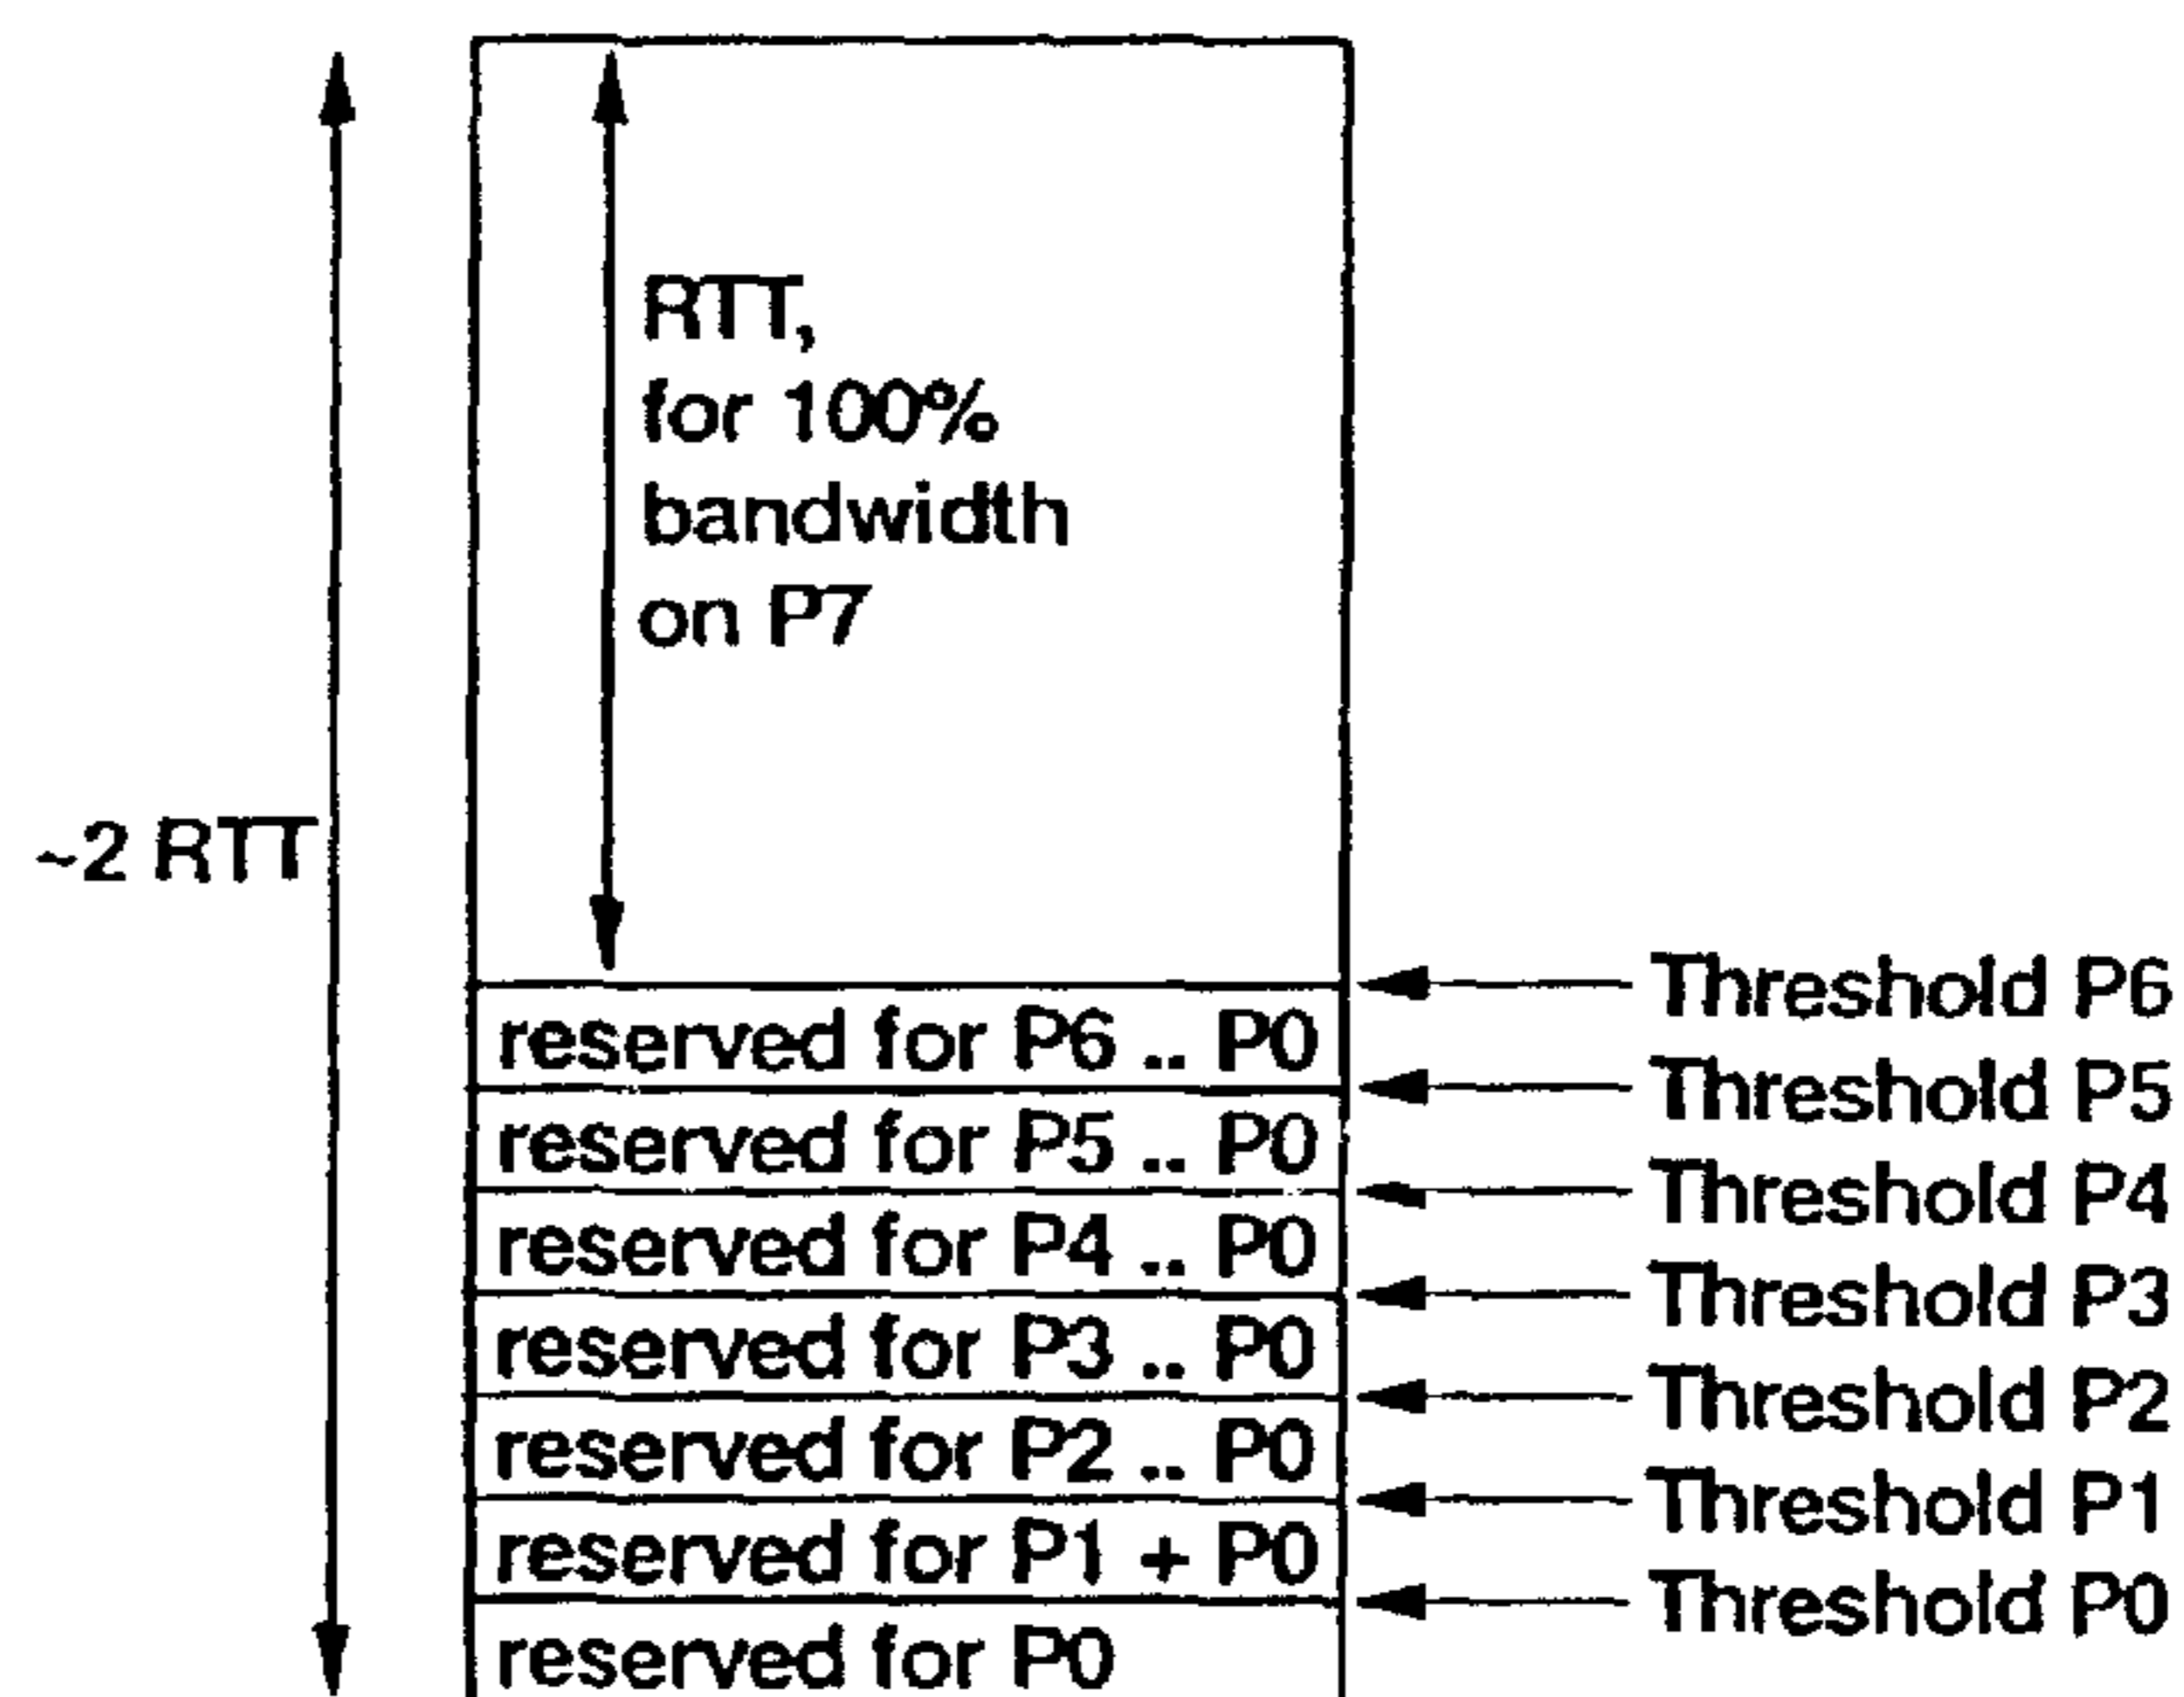 RTT,
for 100%
bandwidth
on P7
~2 RTT
Threshold P6
reserved for P6 .. P0
Threshold P5
reserved for P5 .. P0
Threshold P4
reserved for P4 .. P0
Threshold P3
reserved for P3 .. P0
Threshold P2
reserved for P2 .. P0
Threshold P1
reserved for P1 + P0
Threshold P0
reserved for P0